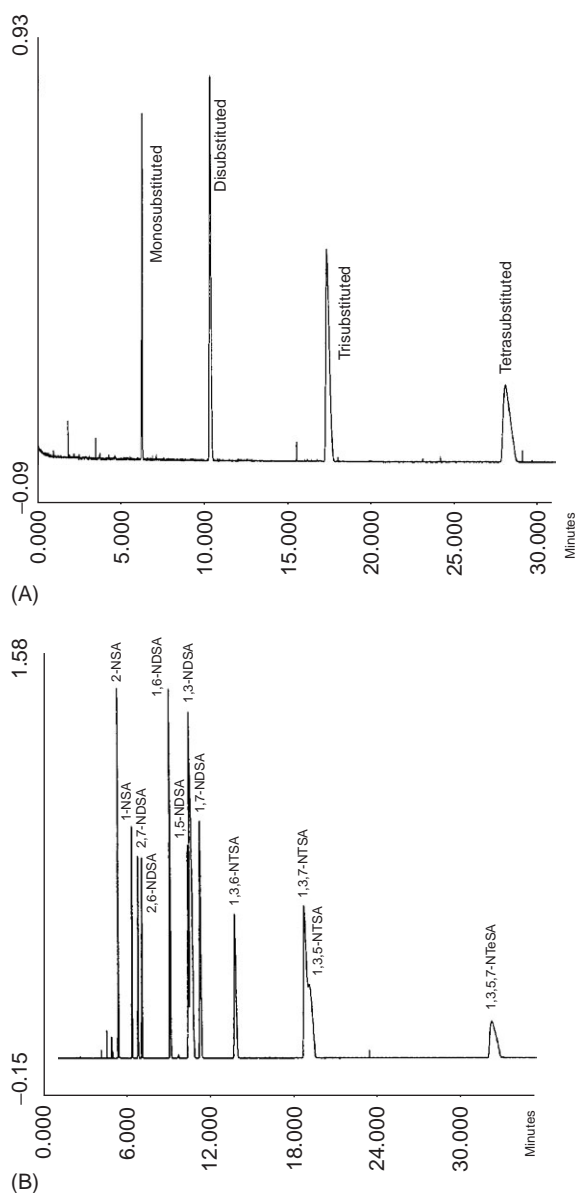 0.93
Monosubstituted
Disubstituted
Trisubstituted
Tetrasubstituted
−0.09
0.000
5.000
10.000
15.000
20.000
25.000
30.000
Minutes
(A)
1.58
2-NSA
1-NSA
2,7-NDSA
2,6-NDSA
1,6-NDSA
1,5-NDSA
1,3-NDSA
1,7-NDSA
1,3,6-NTSA
1,3,7-NTSA
1,3,5-NTSA
1,3,5,7-NTeSA
−0.15
0.000
6.000
12.000
18.000
24.000
30.000
Minutes
(B)